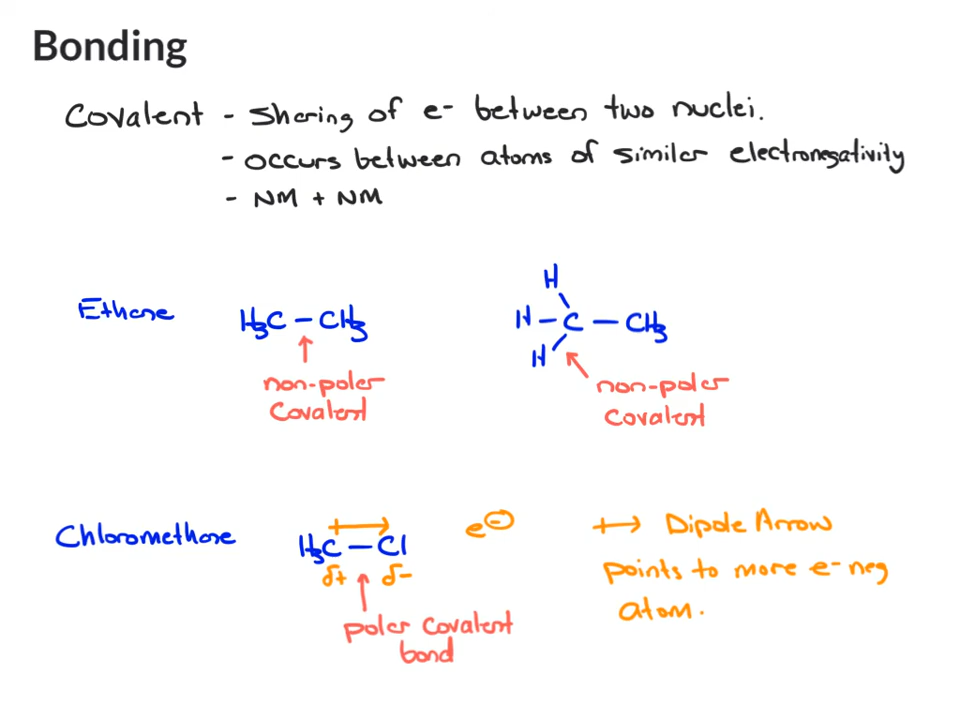 Bonding
Covalent - Sharing of e- between two nuclei.
- occurs between atoms of similar electronegativity
- NM + NM
Ethane
H₃C – CH₃
H
H – C – CH₃
H
non-polar
Covalent
non-polar
Covalent
Chloromethane
H₃C – Cl
δ+ δ-
e⊖
polar Covalent
bond
⟼ Dipole Arrow
points to more e-neg
atom.